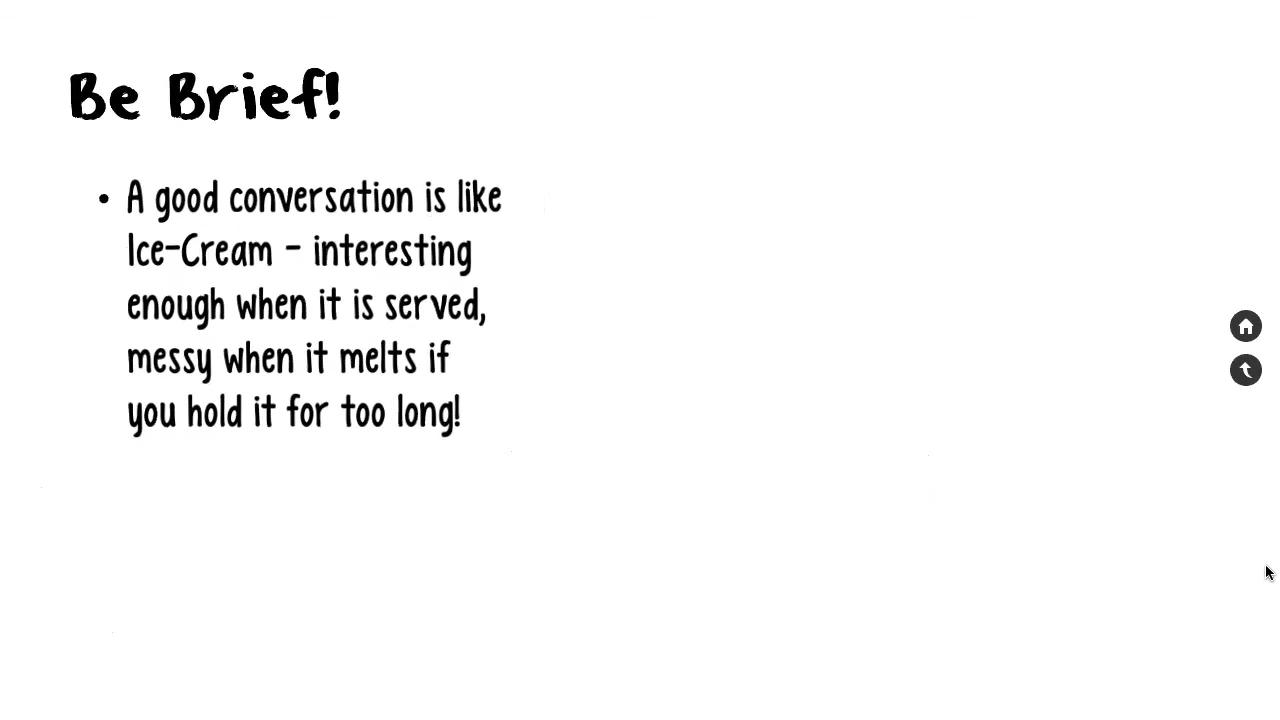 Be Brief!
• A good conversation is like
Ice-Cream - interesting
enough when it is served,
messy when it melts if
you hold it for too long!